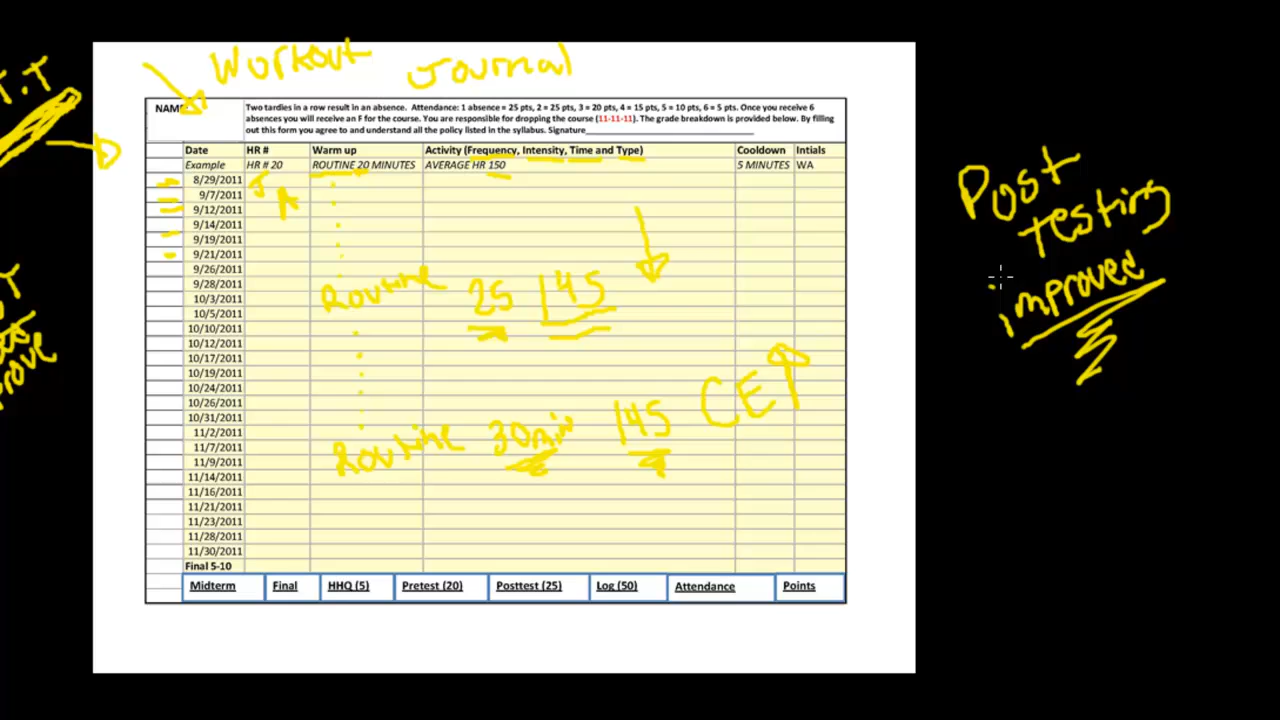 T.T
Workout Journal
NAME
Two tardies in a row result in an absence. Attendance: 1 absence = 25 pts, 2 = 25 pts, 3 = 20 pts, 4 = 15 pts, 5 = 10 pts, 6 = 5 pts. Once you receive 6
absences you will receive an F for the course. You are responsible for dropping the course (11-11-11). The grade breakdown is provided below. By filling
out this form you agree to and understand all the policy listed in the syllabus. Signature
Date HR # Warm up Activity (Frequency, Intensity, Time and Type) Cooldown Intials
Example HR # 20 ROUTINE 20 MINUTES AVERAGE HR 150 5 MINUTES WA
8/29/2011
9/7/2011
9/12/2011
9/14/2011
9/19/2011
9/21/2011
9/26/2011
9/28/2011
10/3/2011
10/5/2011
10/10/2011
10/12/2011
10/17/2011
10/19/2011
10/24/2011
10/26/2011
10/31/2011
11/2/2011
11/7/2011
11/9/2011
11/14/2011
11/16/2011
11/21/2011
11/23/2011
11/28/2011
11/30/2011
Final 5-10
Midterm Final HHQ (5) Pretest (20) Posttest (25) Log (50) Attendance Points
Routine 25 145
Routine 30min 145 CE
Post
testing
improved